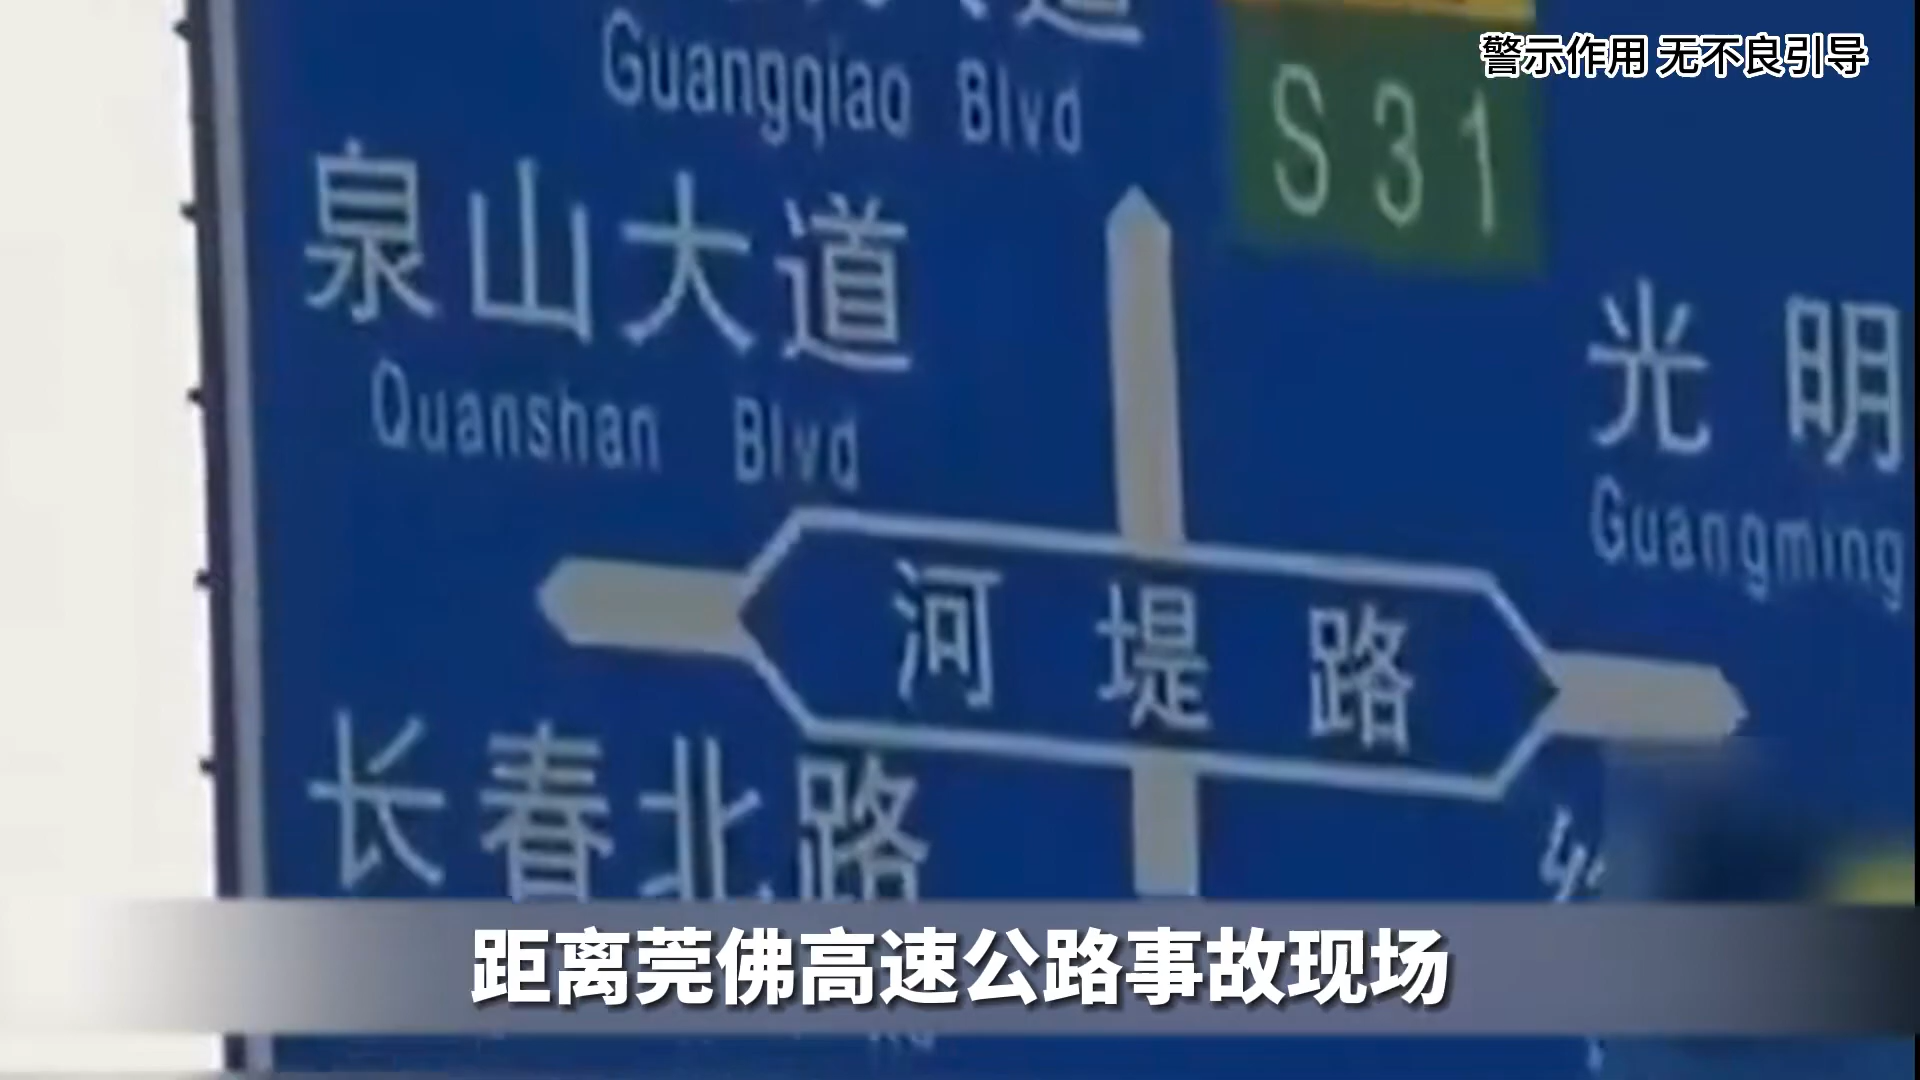 Guangqiao Blvd
警示作用 无不良引导
S31
泉山大道
Quanshan Blvd
光明
Guangming
河堤路
长春北路
距离莞佛高速公路事故现场